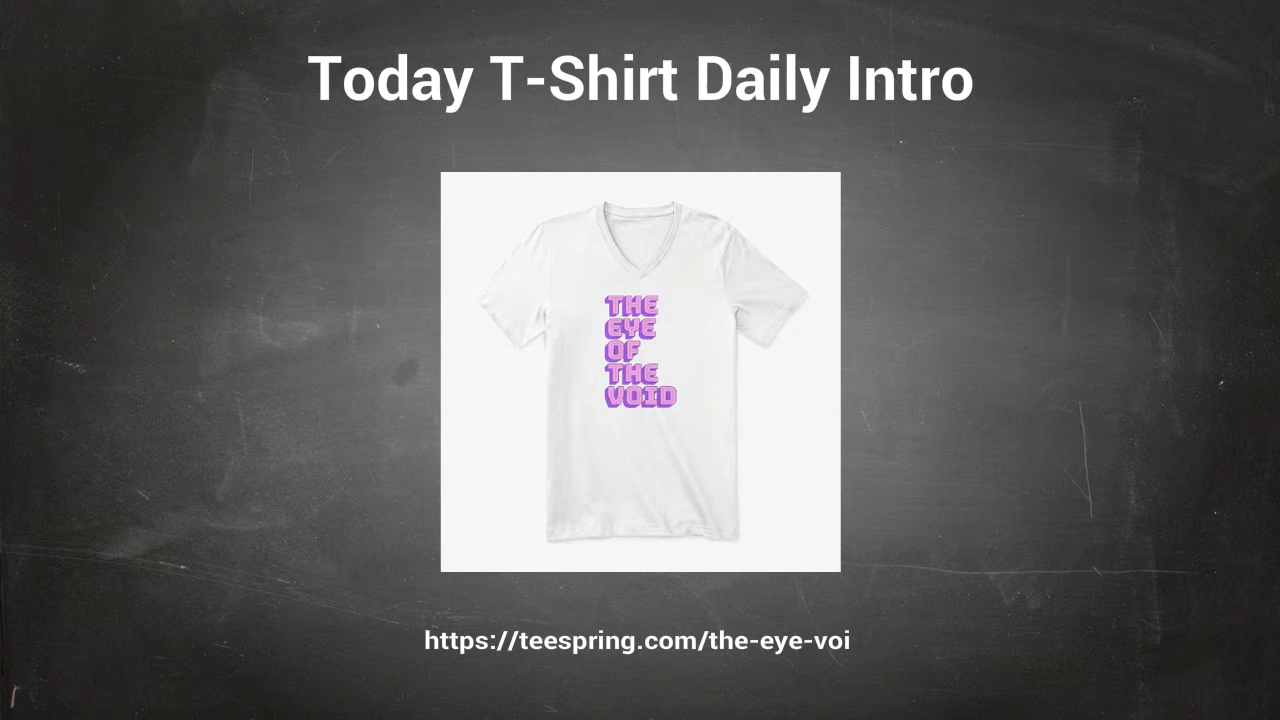 Today T-Shirt Daily Intro
THE
EYE
OF
THE
VOID
https://teespring.com/the-eye-voi